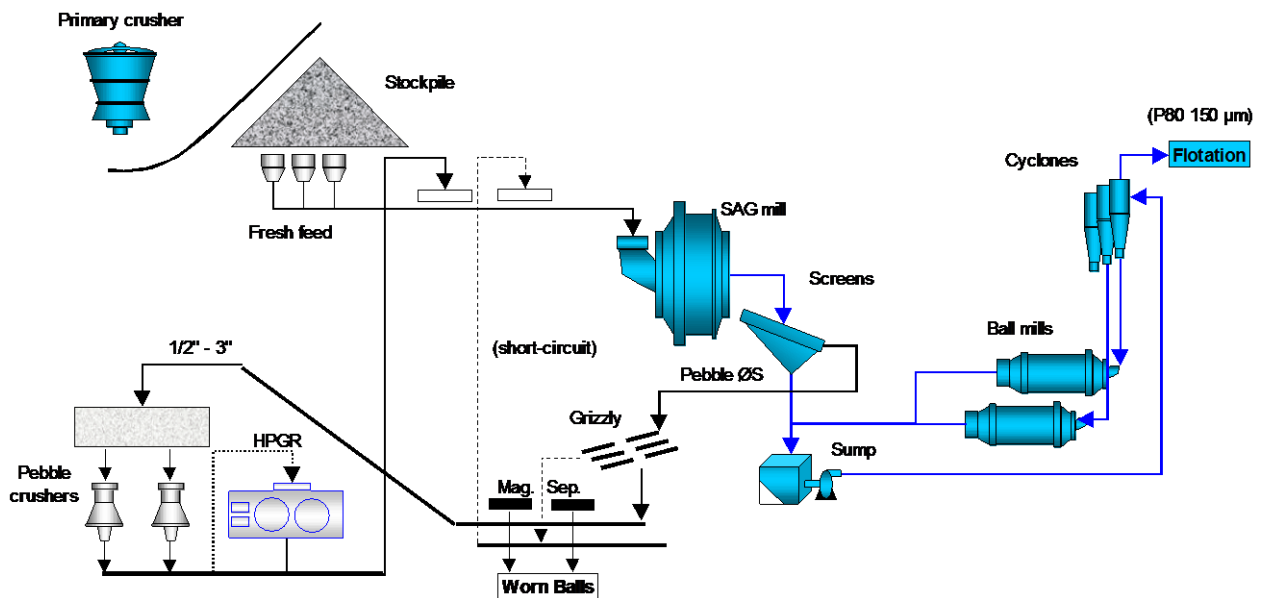 Primary crusher
Stockpile
(P80 150 µm)
Flotation
Cyclones
SAG mill
Fresh feed
Screens
1/2" - 3"
(short-circuit)
Ball mills
Pebble ØS
Grizzly
HPGR
Sump
Pebble
crushers
Mag. Sep.
Worn Balls